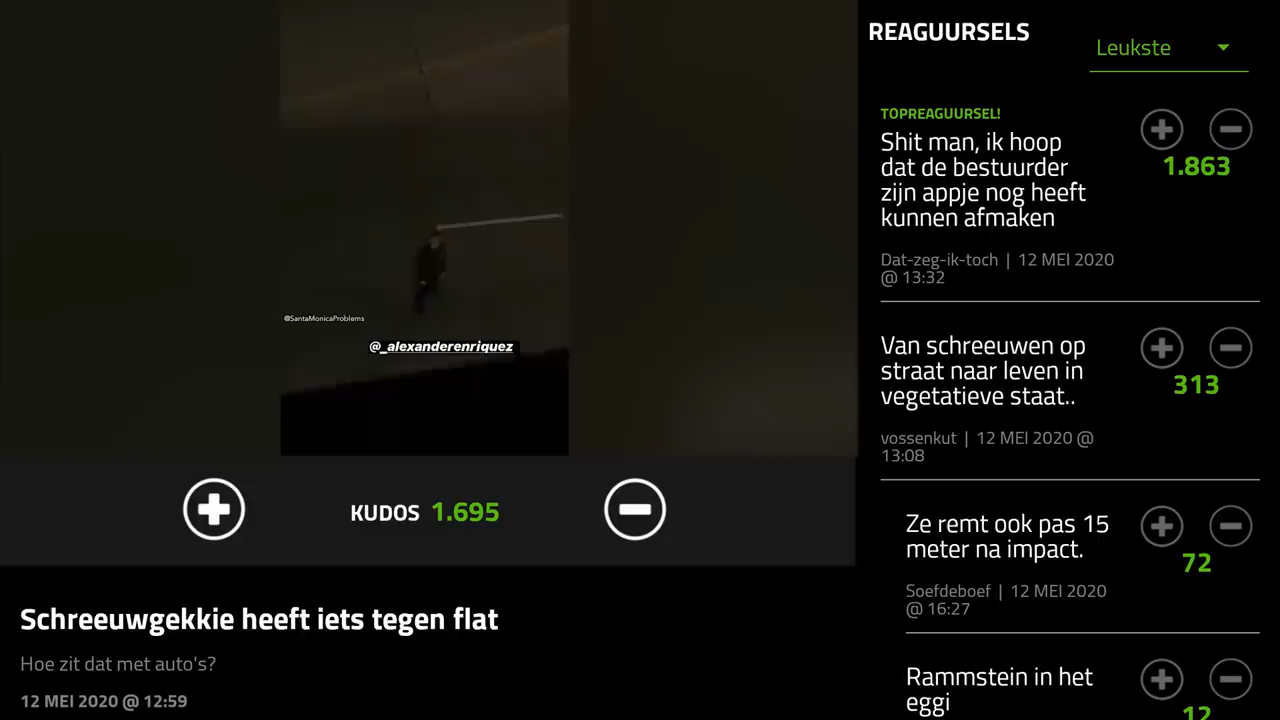 @SantaMonicaProblems
@_alexanderenriquez
KUDOS 1.695
Schreeuwgekkie heeft iets tegen flat
Hoe zit dat met auto's?
12 MEI 2020 @ 12:59
REAGUURSELS
Leukste
TOPREAGUURSEL!
Shit man, ik hoop
dat de bestuurder
zijn appje nog heeft
kunnen afmaken
1.863
Dat-zeg-ik-toch | 12 MEI 2020
@ 13:32
Van schreeuwen op
straat naar leven in
vegetatieve staat..
313
vossenkut | 12 MEI 2020 @
13:08
Ze remt ook pas 15
meter na impact.
72
Soefdeboef | 12 MEI 2020
@ 16:27
Rammstein in het
eggi
12